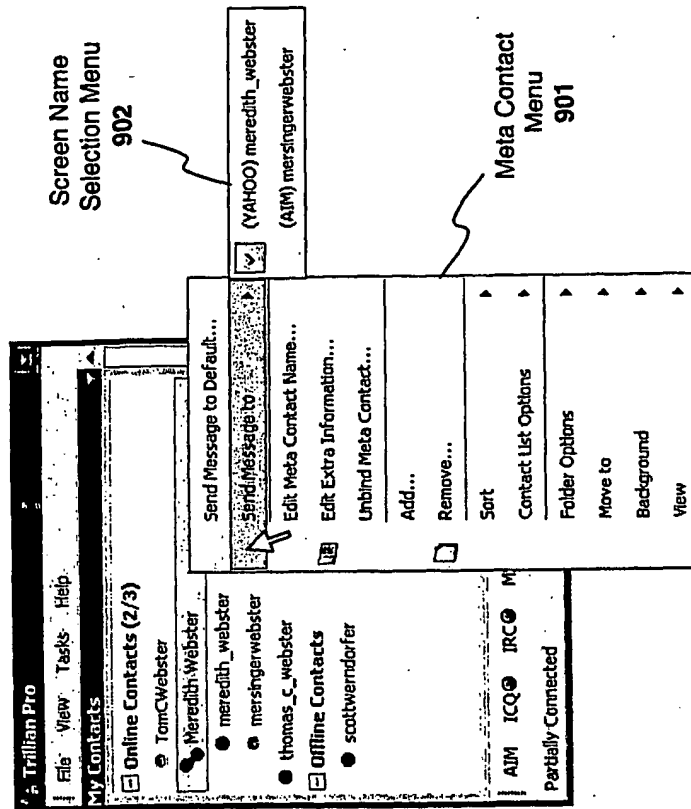 Trillian Pro
File View Tasks Help
My Contacts
Online Contacts (2/3)
TomCWebster
Meredith Webster
meredith_webster
mersingerwebster
thomas_c_webster
Offline Contacts
scottwerndorfer
AIM ICQ IRC M
Partially Connected
Send Message to Default...
Send Message to
Edit Meta Contact Name...
Edit Extra Information...
Unbind Meta Contact...
Add...
Remove...
Sort
Contact List Options
Folder Options
Move to
Background
View
(YAHOO) meredith_webster
(AIM) mersingerwebster
Screen Name
Selection Menu
902
Meta Contact
Menu
901